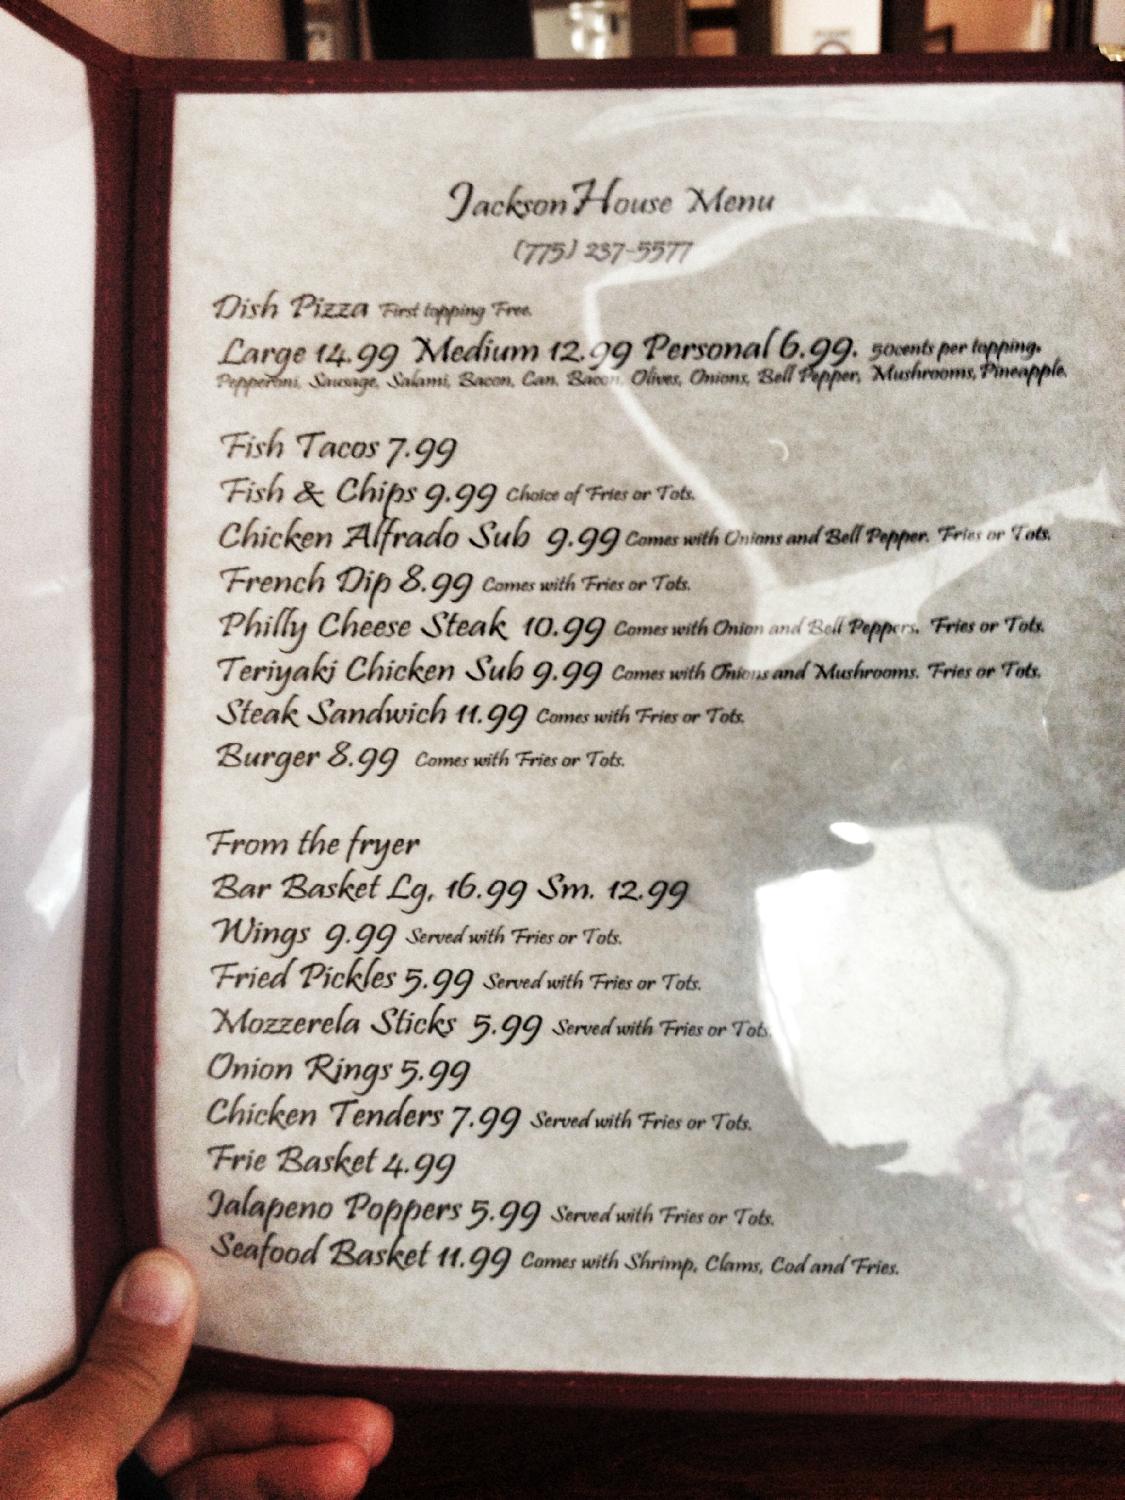 Jackson House Menu
(775) 237-5577
Dish Pizza First topping Free.
Large 14.99 Medium 12.99 Personal 6.99. 50cents per topping.
Pepperoni, Sausage, Salami, Bacon, Can. Bacon, Olives, Onions, Bell Pepper, Mushrooms, Pineapple.
Fish Tacos 7.99
Fish & Chips 9.99 Choice of Fries or Tots.
Chicken Alfrado Sub 9.99 Comes with Onions and Bell Pepper. Fries or Tots.
French Dip 8.99 Comes with Fries or Tots.
Philly Cheese Steak 10.99 Comes with Onion and Bell Peppers. Fries or Tots.
Teriyaki Chicken Sub 9.99 Comes with Onions and Mushrooms. Fries or Tots.
Steak Sandwich 11.99 Comes with Fries or Tots.
Burger 8.99 Comes with Fries or Tots.
From the fryer
Bar Basket Lg, 16.99 Sm. 12.99
Wings 9.99 Served with Fries or Tots.
Fried Pickles 5.99 Served with Fries or Tots.
Mozzerela Sticks 5.99 Served with Fries or Tots.
Onion Rings 5.99
Chicken Tenders 7.99 Served with Fries or Tots.
Frie Basket 4.99
Jalapeno Poppers 5.99 Served with Fries or Tots.
Seafood Basket 11.99 Comes with Shrimp, Clams, Cod and Fries.